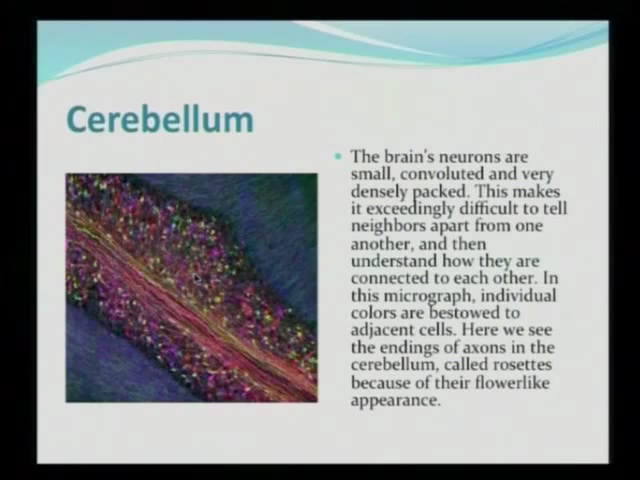 Cerebellum
The brain's neurons are
small, convoluted and very
densely packed. This makes
it exceedingly difficult to tell
neighbors apart from one
another, and then
understand how they are
connected to each other. In
this micrograph, individual
colors are bestowed to
adjacent cells. Here we see
the endings of axons in the
cerebellum, called rosettes
because of their flowerlike
appearance.